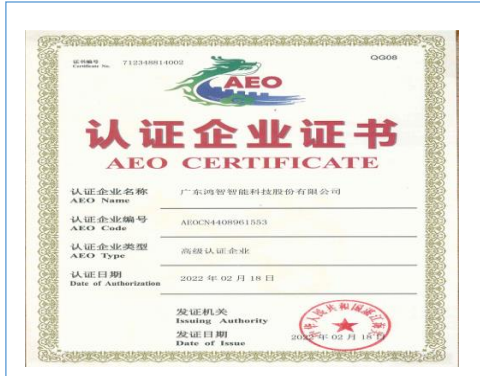 证书编号 712348814002
Certificate No.
QG08
AEO
认证企业证书
AEO CERTIFICATE
认证企业名称 广东鸿智智能科技股份有限公司
AEO Name
认证企业编号 AEOCN4408961553
AEO Code
认证企业类型 高级认证企业
AEO Type
认证日期 2022 年 02 月 18 日
Date of Authorization
发证机关
Issuing Authority
发证日期 2022 年 02 月 18 日
Date of Issue